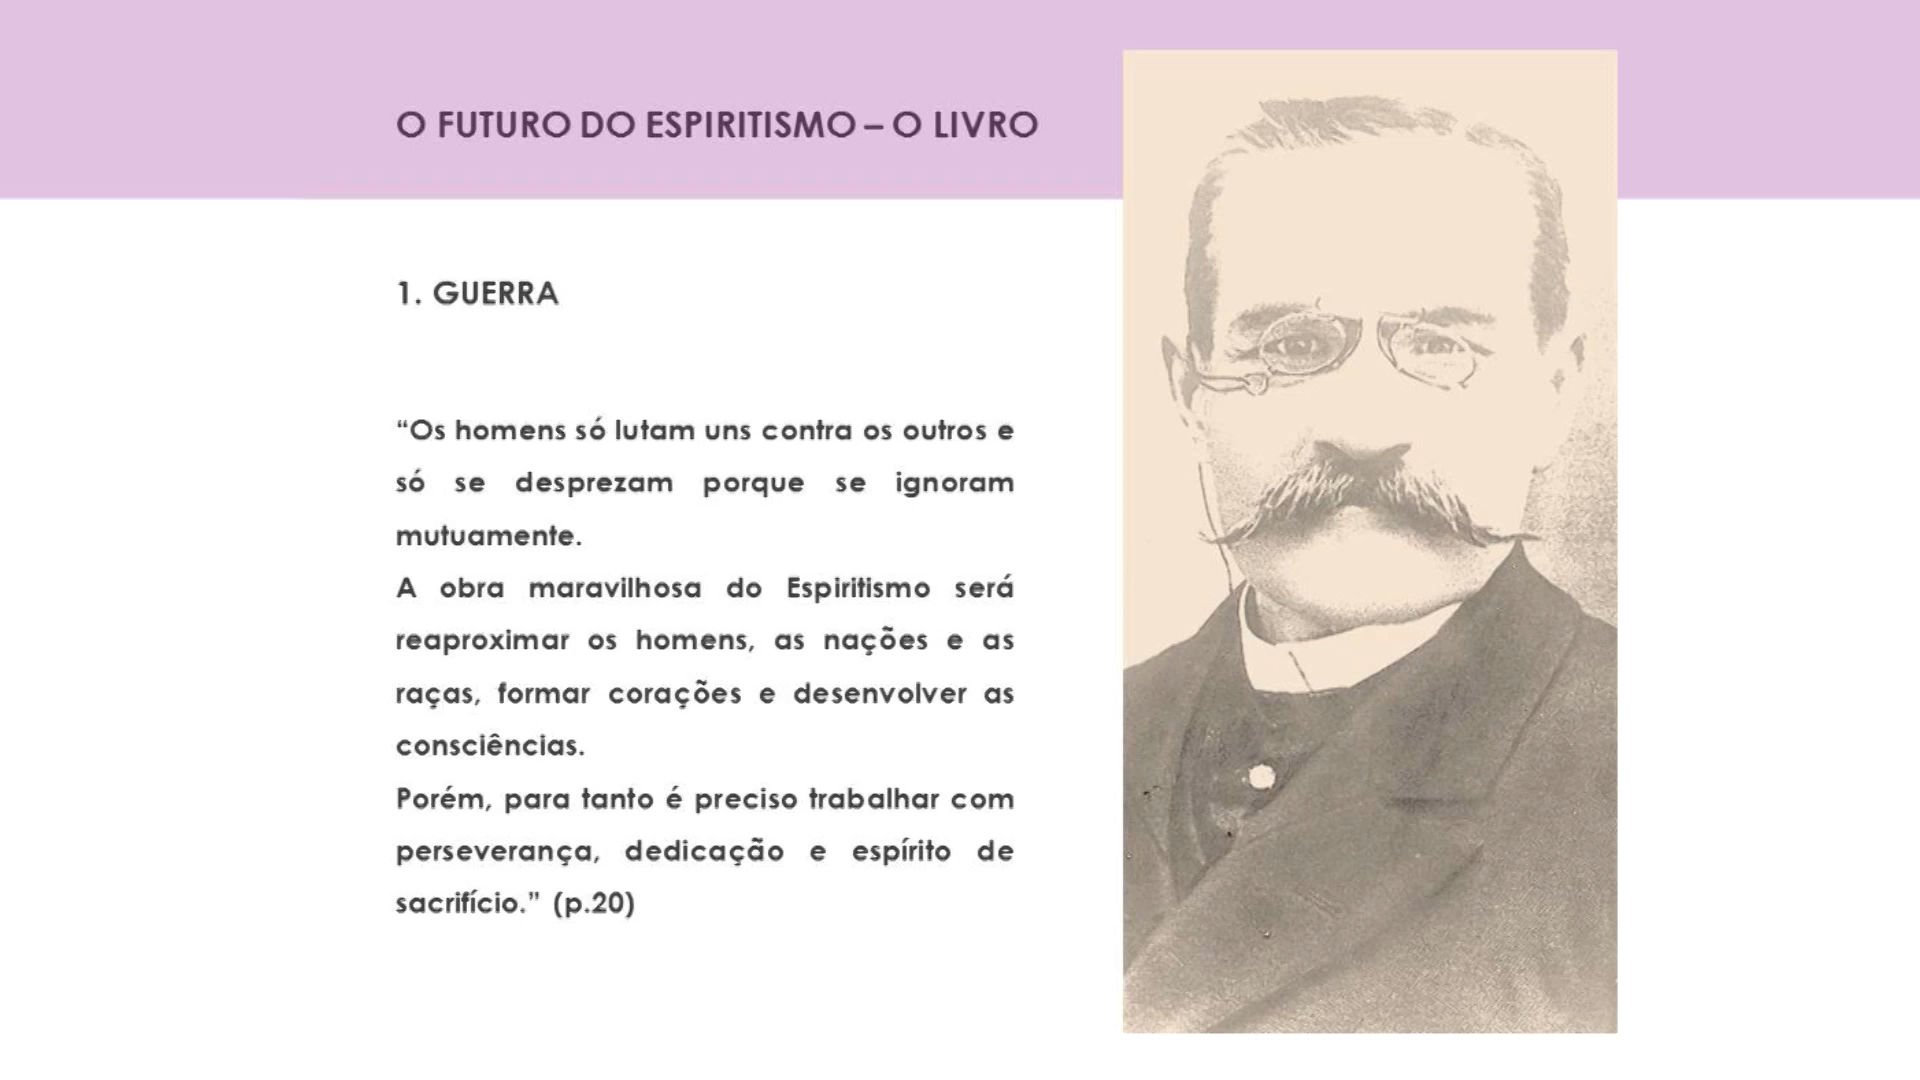 O FUTURO DO ESPIRITISMO – O LIVRO
1. GUERRA
“Os homens só lutam uns contra os outros e
só se desprezam porque se ignoram
mutuamente.
A obra maravilhosa do Espiritismo será
reaproximar os homens, as nações e as
raças, formar corações e desenvolver as
consciências.
Porém, para tanto é preciso trabalhar com
perseverança, dedicação e espírito de
sacrifício.” (p.20)